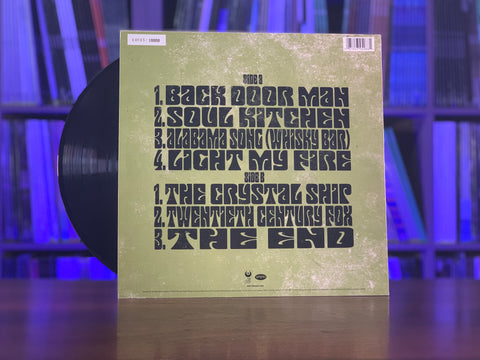 SIDE A
1. BACK DOOR MAN
2. SOUL KITCHEN
3. ALABAMA SONG (WHISKY BAR)
4. LIGHT MY FIRE
SIDE B
1. THE CRYSTAL SHIP
2. TWENTIETH CENTURY FOX
3. THE END